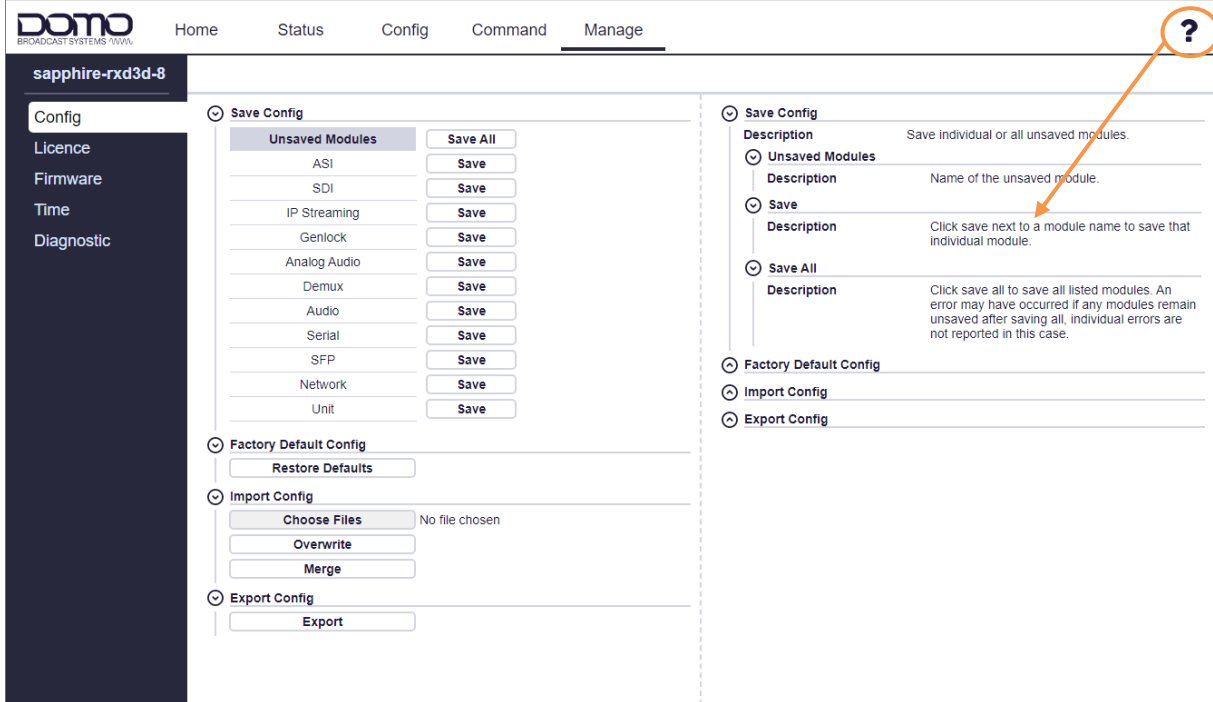 DOMO
BROADCAST SYSTEMS
Home Status Config Command Manage ?
sapphire-rxd3d-8
Config
Licence
Firmware
Time
Diagnostic
Save Config
Unsaved Modules Save All
ASI Save
SDI Save
IP Streaming Save
Genlock Save
Analog Audio Save
Demux Save
Audio Save
Serial Save
SFP Save
Network Save
Unit Save
Factory Default Config
Restore Defaults
Import Config
Choose Files No file chosen
Overwrite
Merge
Export Config
Export
Save Config
Description Save individual or all unsaved modules.
Unsaved Modules
Description Name of the unsaved module.
Save
Description Click save next to a module name to save that
individual module.
Save All
Description Click save all to save all listed modules. An
error may have occurred if any modules remain
unsaved after saving all, individual errors are
not reported in this case.
Factory Default Config
Import Config
Export Config